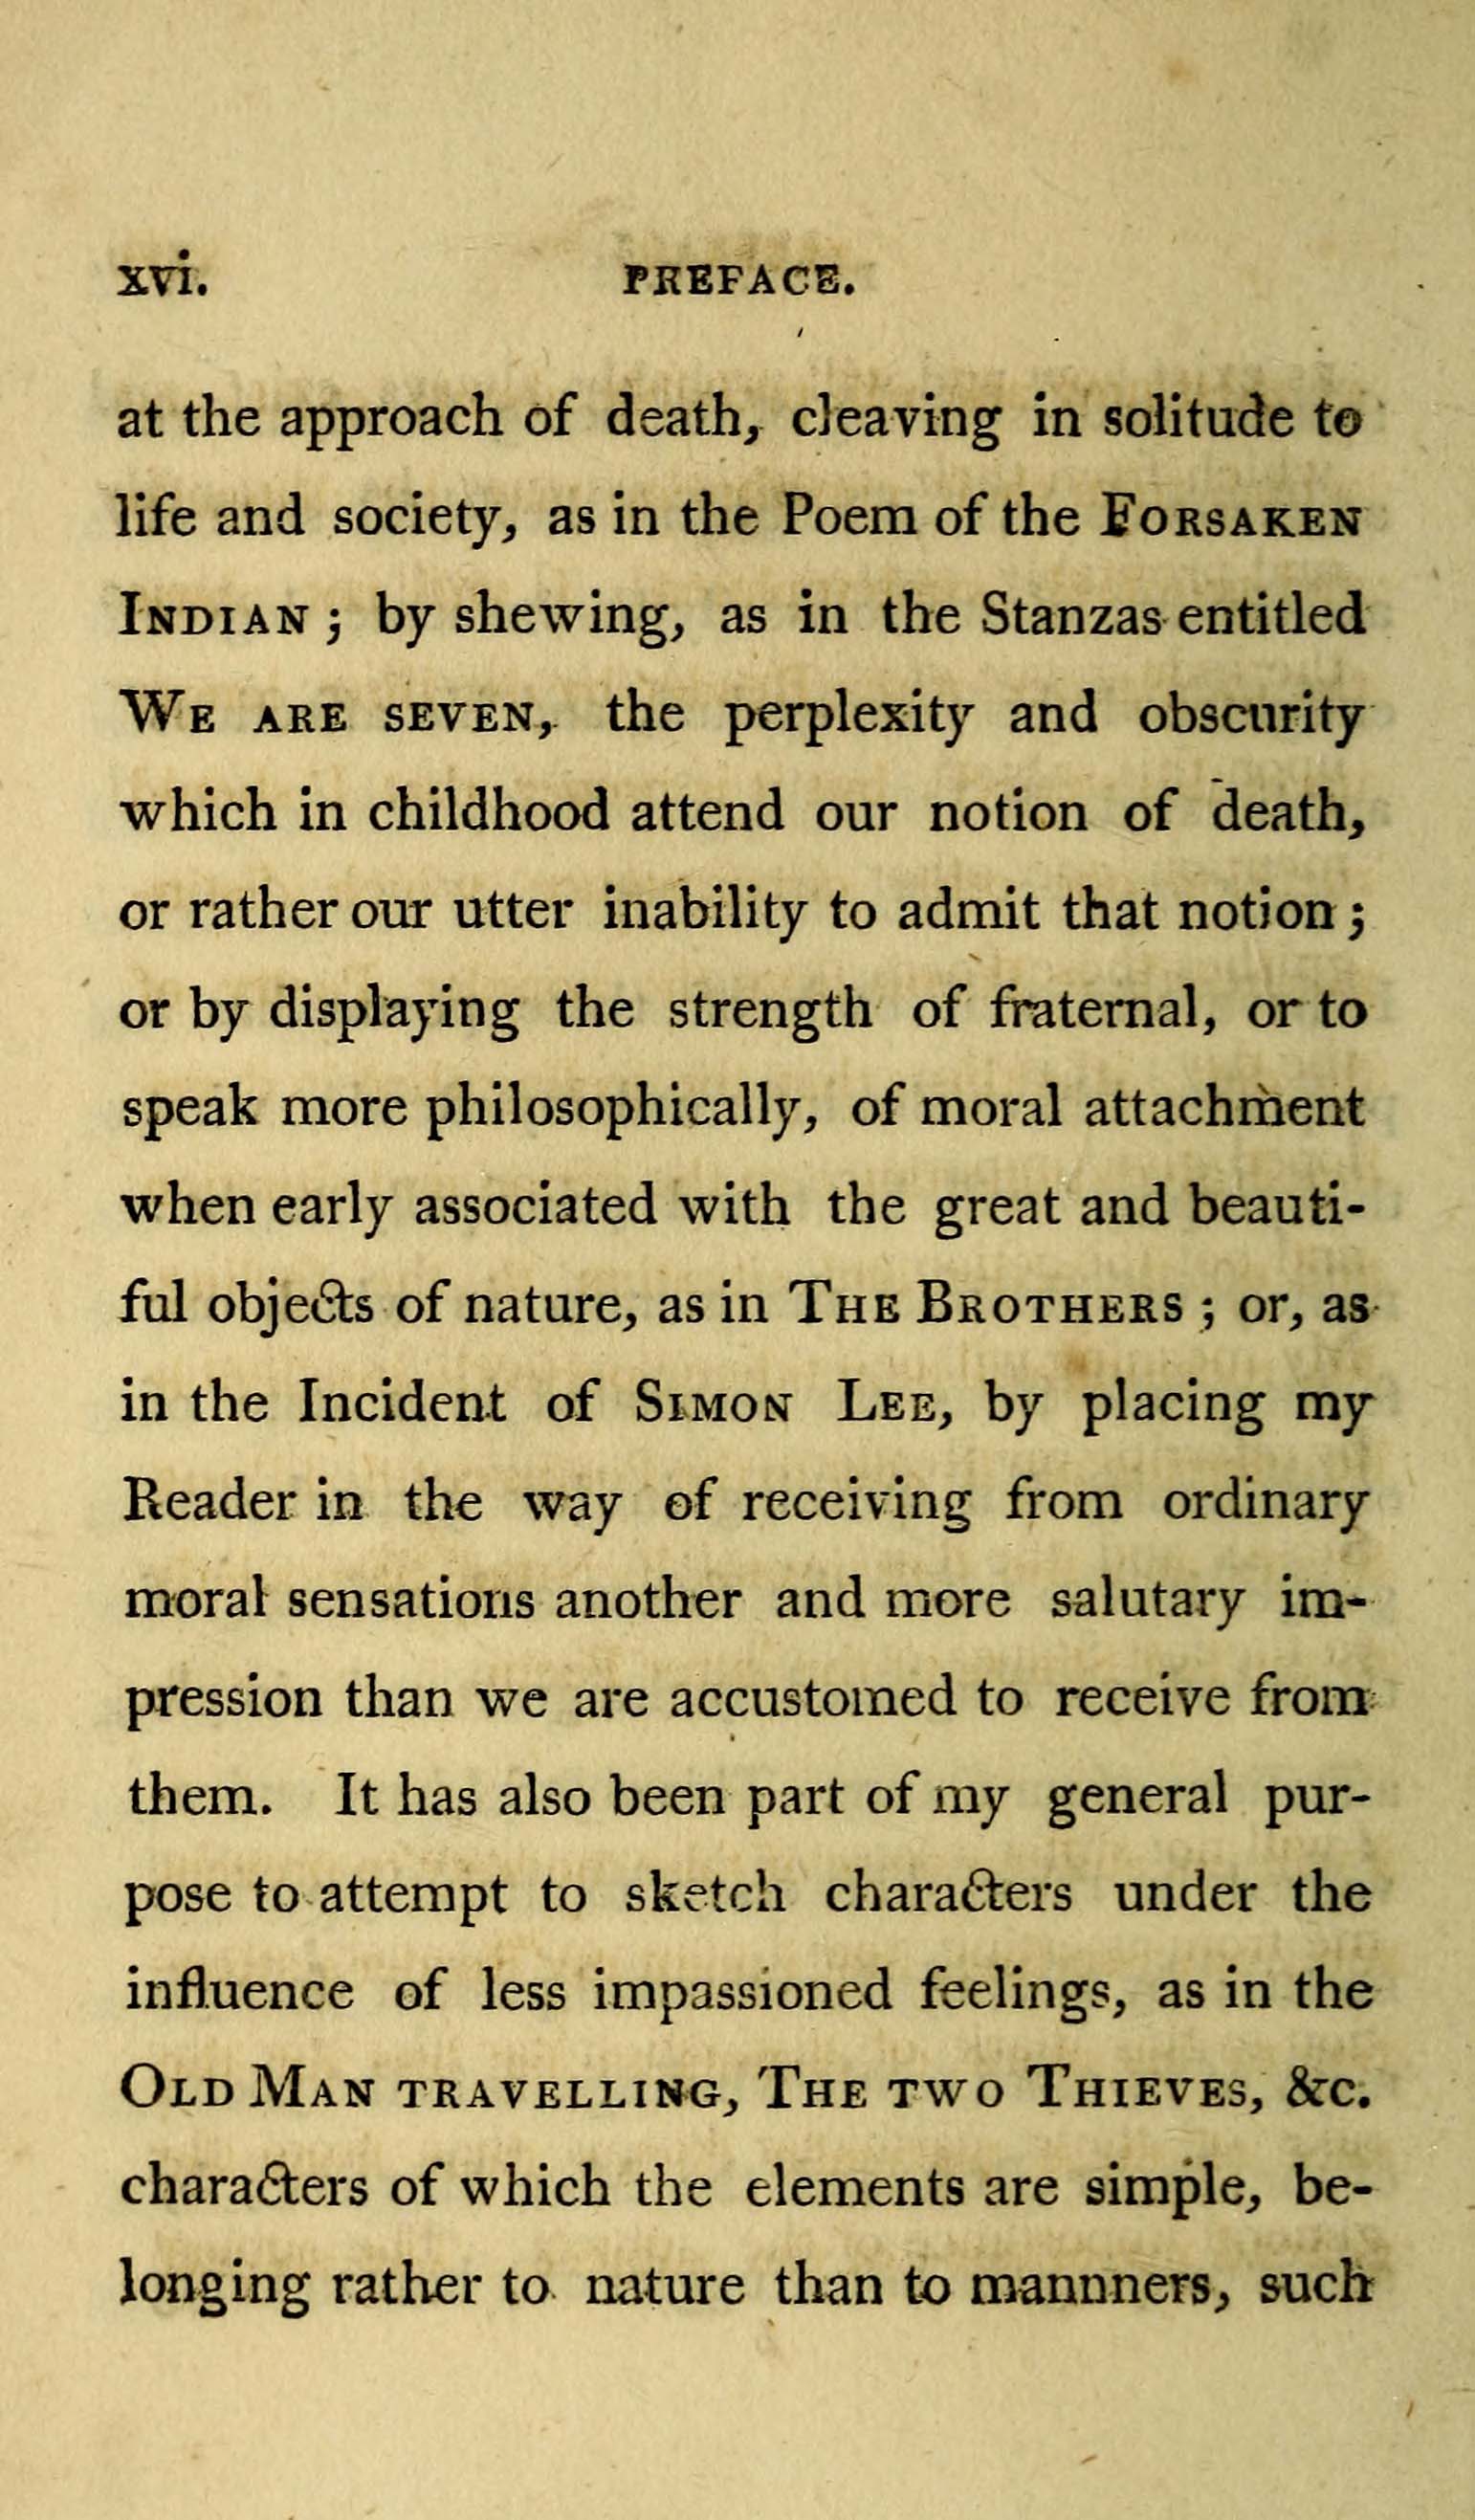 xvi. PREFACE.
at the approach of death, cleaving in solitude to
life and society, as in the Poem of the FORSAKEN
INDIAN ; by shewing, as in the Stanzas entitled
WE ARE SEVEN, the perplexity and obscurity
which in childhood attend our notion of death,
or rather our utter inability to admit that notion ;
or by displaying the strength of fraternal, or to
speak more philosophically, of moral attachment
when early associated with the great and beauti-
ful objects of nature, as in THE BROTHERS ; or, as
in the Incident of SIMON LEE, by placing my
Reader in the way of receiving from ordinary
moral sensations another and more salutary im-
pression than we are accustomed to receive from
them. It has also been part of my general pur-
pose to attempt to sketch characters under the
influence of less impassioned feelings, as in the
OLD MAN TRAVELLING, THE TWO THIEVES, &c.
characters of which the elements are simple, be-
longing rather to nature than to mannners, such